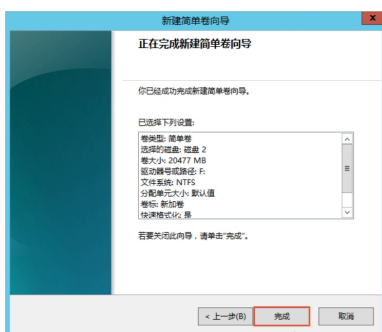 新建简单卷向导
x
正在完成新建简单卷向导
你已经成功完成新建简单卷向导。
已选择下列设置:
卷类型: 简单卷
选择的磁盘: 磁盘 2
卷大小: 20477 MB
驱动器号或路径: F:
文件系统: NTFS
分配单元大小: 默认值
卷标: 新加卷
快速格式化: 是
若要关闭此向导，请单击"完成"。
< 上一步(B) 完成 取消